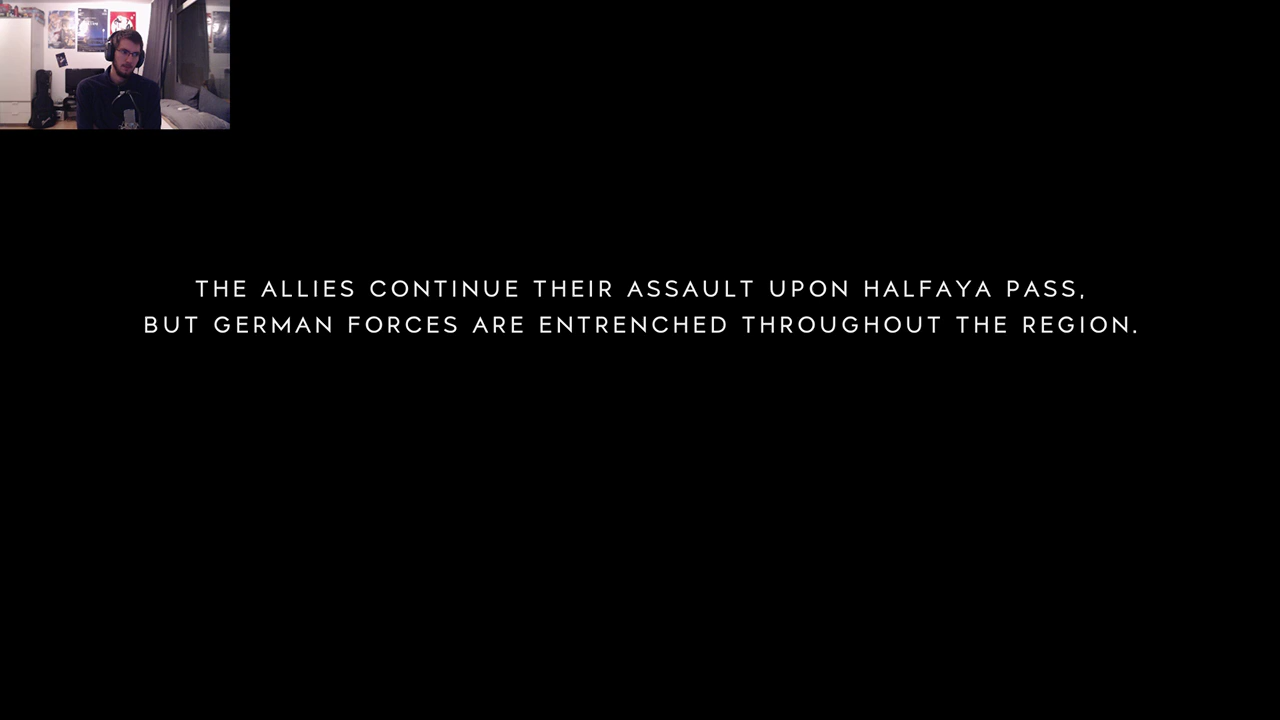 THE ALLIES CONTINUE THEIR ASSAULT UPON HALFAYA PASS,
BUT GERMAN FORCES ARE ENTRENCHED THROUGHOUT THE REGION.